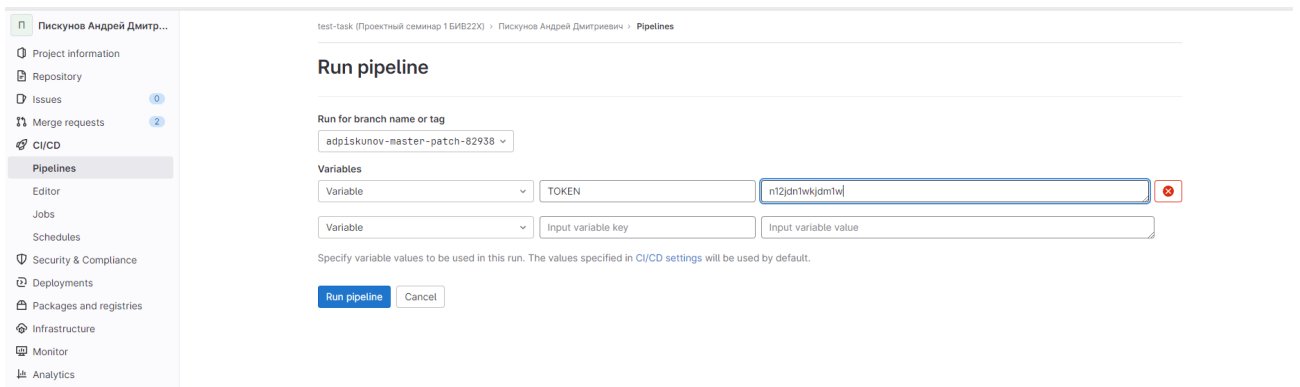 П Пискунов Андрей Дмитр...
Project information
Repository
Issues 0
Merge requests 2
CI/CD
Pipelines
Editor
Jobs
Schedules
Security & Compliance
Deployments
Packages and registries
Infrastructure
Monitor
Analytics
test-task (Проектный семинар 1 БИВ22X) > Пискунов Андрей Дмитриевич > Pipelines
Run pipeline
Run for branch name or tag
adpiskunov-master-patch-82938
Variables
Variable TOKEN n12jdn1wkjdm1w
Variable Input variable key Input variable value
Specify variable values to be used in this run. The values specified in CI/CD settings will be used by default.
Run pipeline Cancel